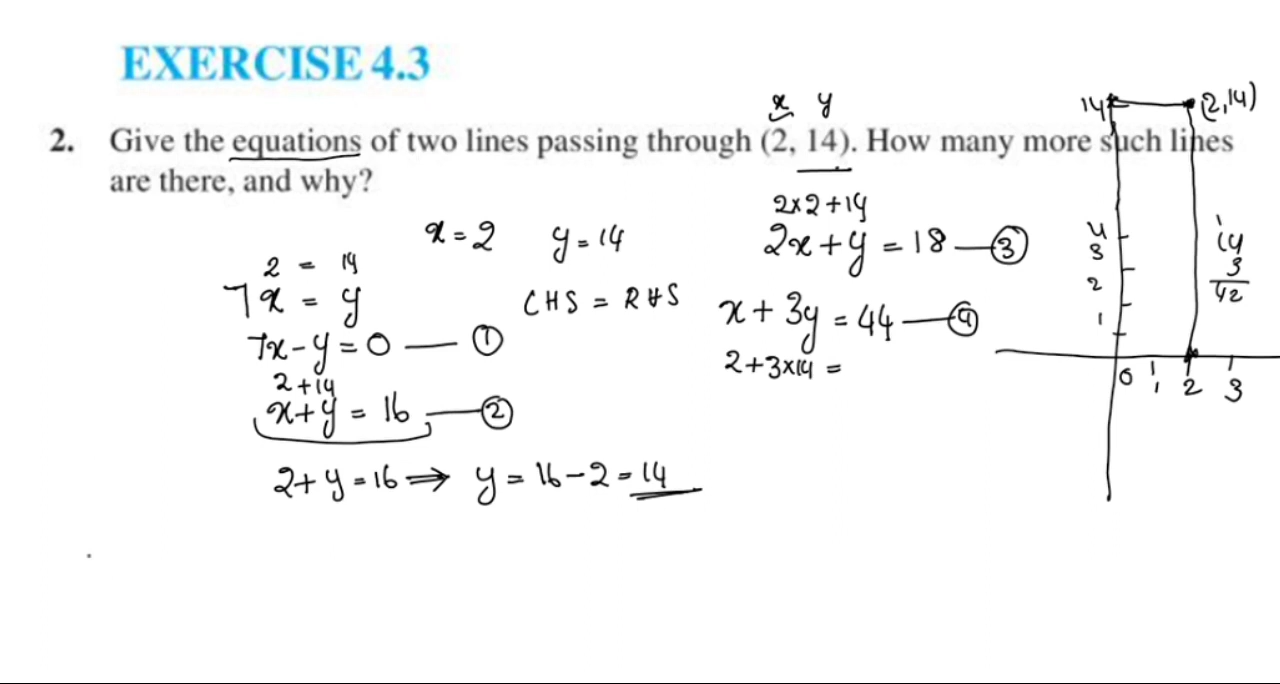 EXERCISE 4.3
x y
2. Give the equations of two lines passing through (2, 14). How many more such lines
are there, and why?
x = 2 y = 14
2 = 14
7x = y
LHS = RHS
7x - y = 0 — ①
2 + 14
x + y = 16 — ②
2 + y = 16 ⇒ y = 16 - 2 = 14
2×2 + 14
2x + y = 18 — ③
x + 3y = 44 — ④
2 + 3×14 =
14 (2,14)
4
3
2
1
0 1 2 3
14
3
42